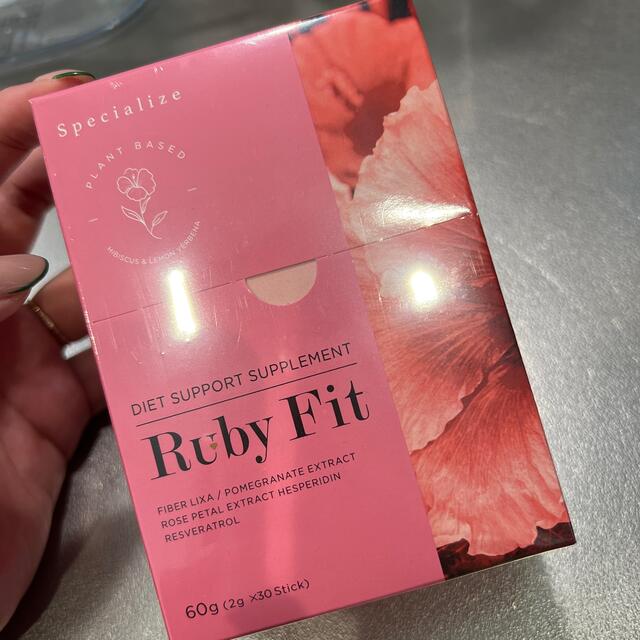 Specialize
PLANT BASED
HIBISCUS & LEMON VERBENA
DIET SUPPORT SUPPLEMENT
Ruby Fit
FIBER LIXA / POMEGRANATE EXTRACT
ROSE PETAL EXTRACT HESPERIDIN
RESVERATROL
60g (2g ×30 Stick)